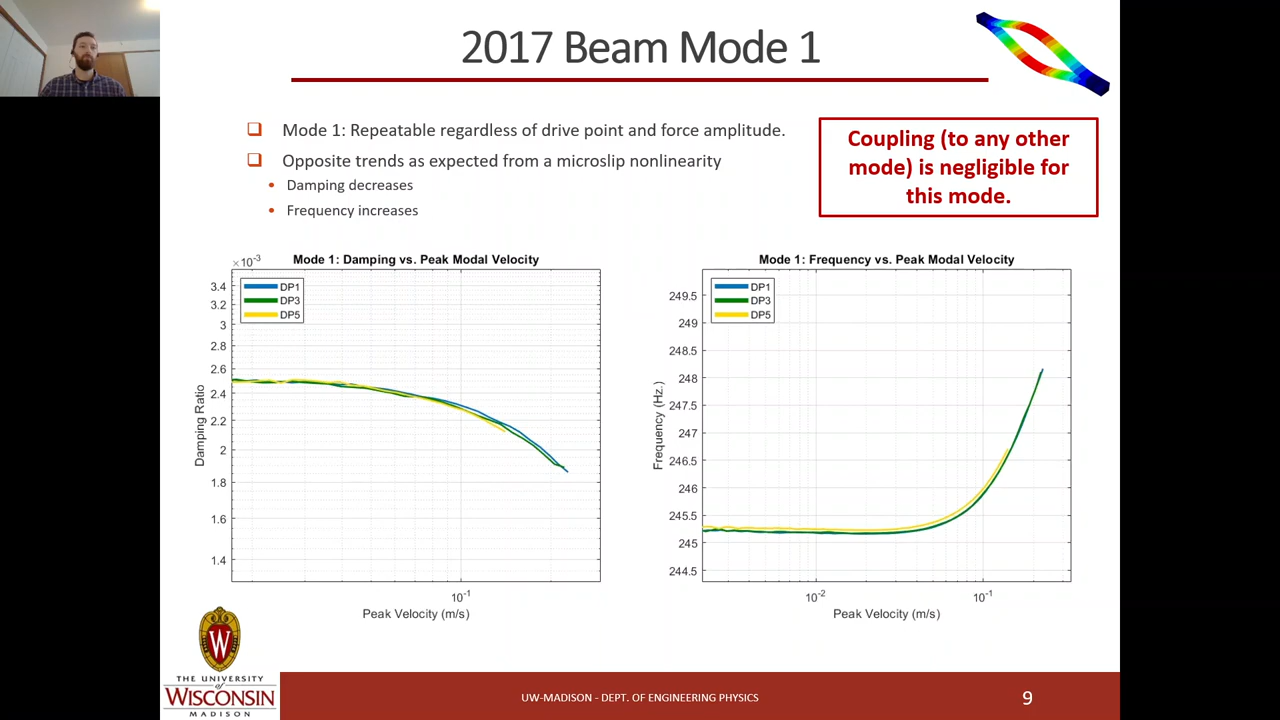 2017 Beam Mode 1
❑ Mode 1: Repeatable regardless of drive point and force amplitude.
❑ Opposite trends as expected from a microslip nonlinearity
• Damping decreases
• Frequency increases
Coupling (to any other
mode) is negligible for
this mode.
×10⁻³
Mode 1: Damping vs. Peak Modal Velocity
DP1
DP3
DP5
3.4
3.2
3
2.8
2.6
2.4
2.2
2
1.8
1.6
1.4
Damping Ratio
10⁻¹
Peak Velocity (m/s)
Mode 1: Frequency vs. Peak Modal Velocity
DP1
DP3
DP5
249.5
249
248.5
248
247.5
247
246.5
246
245.5
245
244.5
Frequency (Hz.)
10⁻² 10⁻¹
Peak Velocity (m/s)
W
THE UNIVERSITY
of
WISCONSIN
MADISON
UW-MADISON - DEPT. OF ENGINEERING PHYSICS
9